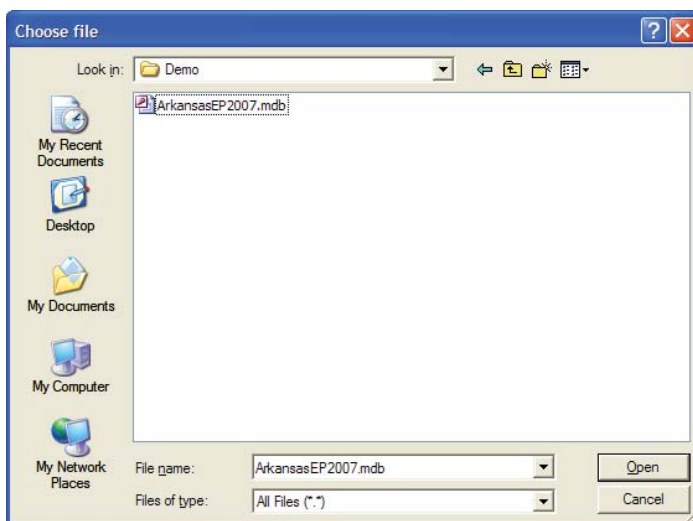 Choose file
Look in:
Demo
ArkansasEP2007.mdb
My Recent
Documents
Desktop
My Documents
My Computer
My Network
Places
File name:
ArkansasEP2007.mdb
Open
Files of type:
All Files (*.*)
Cancel